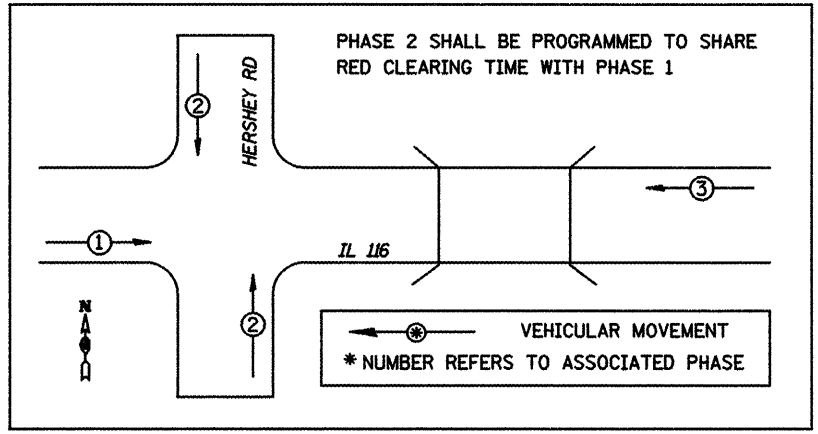 PHASE 2 SHALL BE PROGRAMMED TO SHARE
RED CLEARING TIME WITH PHASE 1
HERSHEY RD
2
3
1
IL 116
2
N
* VEHICULAR MOVEMENT
* NUMBER REFERS TO ASSOCIATED PHASE